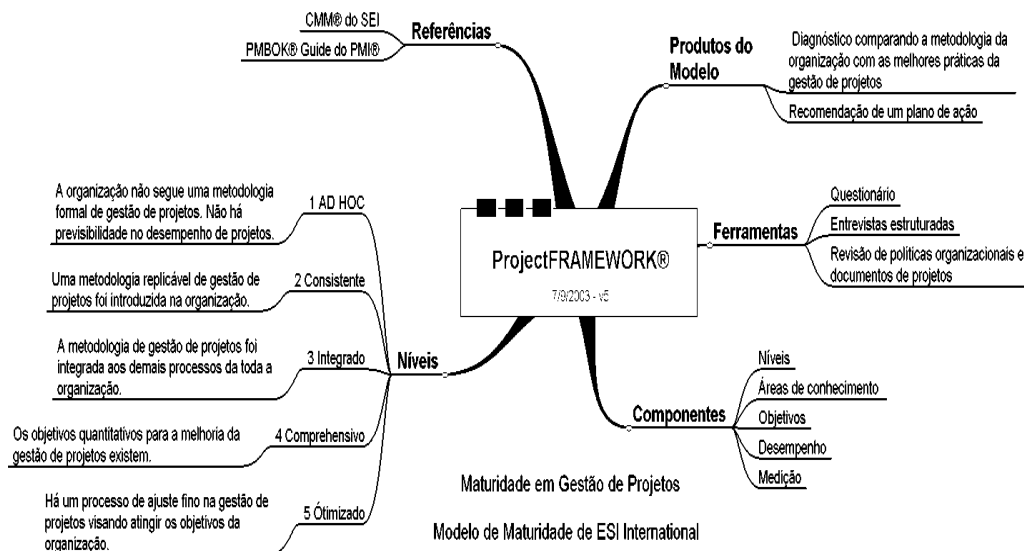 CMM® do SEI
PMBOK® Guide do PMI®
Referências
Produtos do
Modelo
Diagnóstico comparando a metodologia da
organização com as melhores práticas da
gestão de projetos
Recomendação de um plano de ação
ProjectFRAMEWORK®
7/9/2003 - v5
Ferramentas
Questionário
Entrevistas estruturadas
Revisão de políticas organizacionais e
documentos de projetos
Componentes
Níveis
Áreas de conhecimento
Objetivos
Desempenho
Medição
Níveis
1 AD HOC
A organização não segue uma metodologia
formal de gestão de projetos. Não há
previsibilidade no desempenho de projetos.
2 Consistente
Uma metodologia replicável de gestão de
projetos foi introduzida na organização.
3 Integrado
A metodologia de gestão de projetos foi
integrada aos demais processos da toda a
organização.
4 Comprehensivo
Os objetivos quantitativos para a melhoria da
gestão de projetos existem.
5 Ótimizado
Há um processo de ajuste fino na gestão de
projetos visando atingir os objetivos da
organização.
Maturidade em Gestão de Projetos
Modelo de Maturidade de ESI International